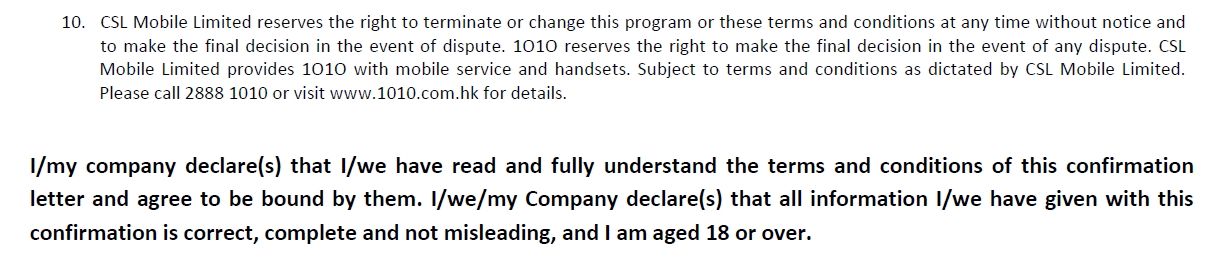 10. CSL Mobile Limited reserves the right to terminate or change this program or these terms and conditions at any time without notice and
to make the final decision in the event of dispute. 1O1O reserves the right to make the final decision in the event of any dispute. CSL
Mobile Limited provides 1O1O with mobile service and handsets. Subject to terms and conditions as dictated by CSL Mobile Limited.
Please call 2888 1010 or visit www.1010.com.hk for details.
I/my company declare(s) that I/we have read and fully understand the terms and conditions of this confirmation
letter and agree to be bound by them. I/we/my Company declare(s) that all information I/we have given with this
confirmation is correct, complete and not misleading, and I am aged 18 or over.